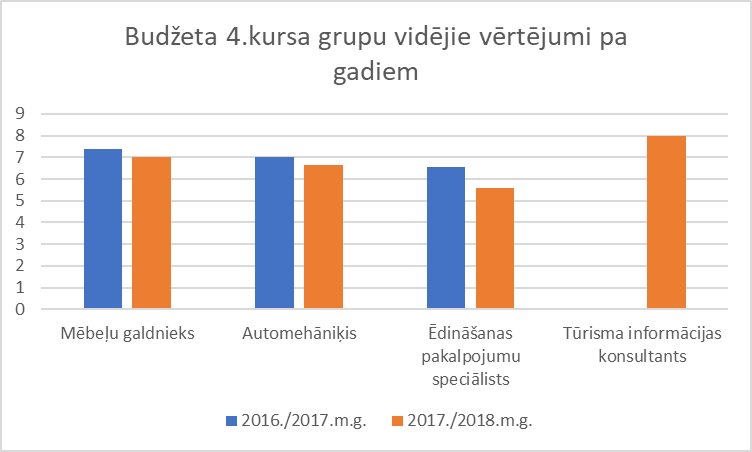 Budžeta 4.kursa grupu vidējie vērtējumi pa
gadiem
9
8
7
6
5
4
3
2
1
0
Mēbeļu galdnieks
Automehāniķis
Ēdināšanas
pakalpojumu
speciālists
Tūrisma informācijas
konsultants
2016./2017.m.g.
2017./2018.m.g.